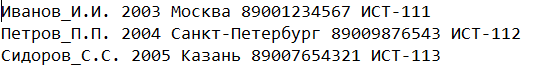 Иванов_И.И. 2003 Москва 89001234567 ИСТ-111
Петров_П.П. 2004 Санкт-Петербург 89009876543 ИСТ-112
Сидоров_С.С. 2005 Казань 89007654321 ИСТ-113